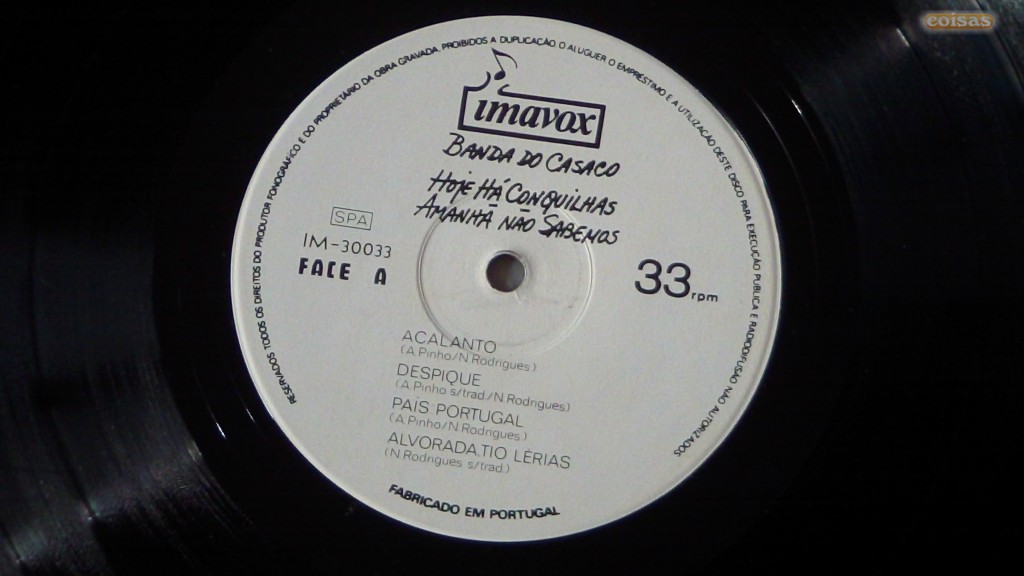 coisas
RESERVADOS TODOS OS DIREITOS DO PRODUTOR FONOGRÁFICO E DO PROPRIETÁRIO DA OBRA GRAVADA. PROIBIDOS A DUPLICAÇÃO, O ALUGUER O EMPRÉSTIMO E A UTILIZAÇÃO DESTE DISCO PARA EXECUÇÃO PÚBLICA E RADIODIFUSÃO NÃO AUTORIZADOS
imavox
BANDA DO CASACO
HOJE HÁ CONQUILHAS
AMANHÃ NÃO SABEMOS
SPA
IM-30033
FACE A
33 rpm
ACALANTO
(A.Pinho/N.Rodrigues)
DESPIQUE
(A.Pinho s/trad./N.Rodrigues)
PAÍS PORTUGAL
(A.Pinho/N.Rodrigues)
ALVORADA.TIO LÉRIAS
(N.Rodrigues s/trad.)
FABRICADO EM PORTUGAL